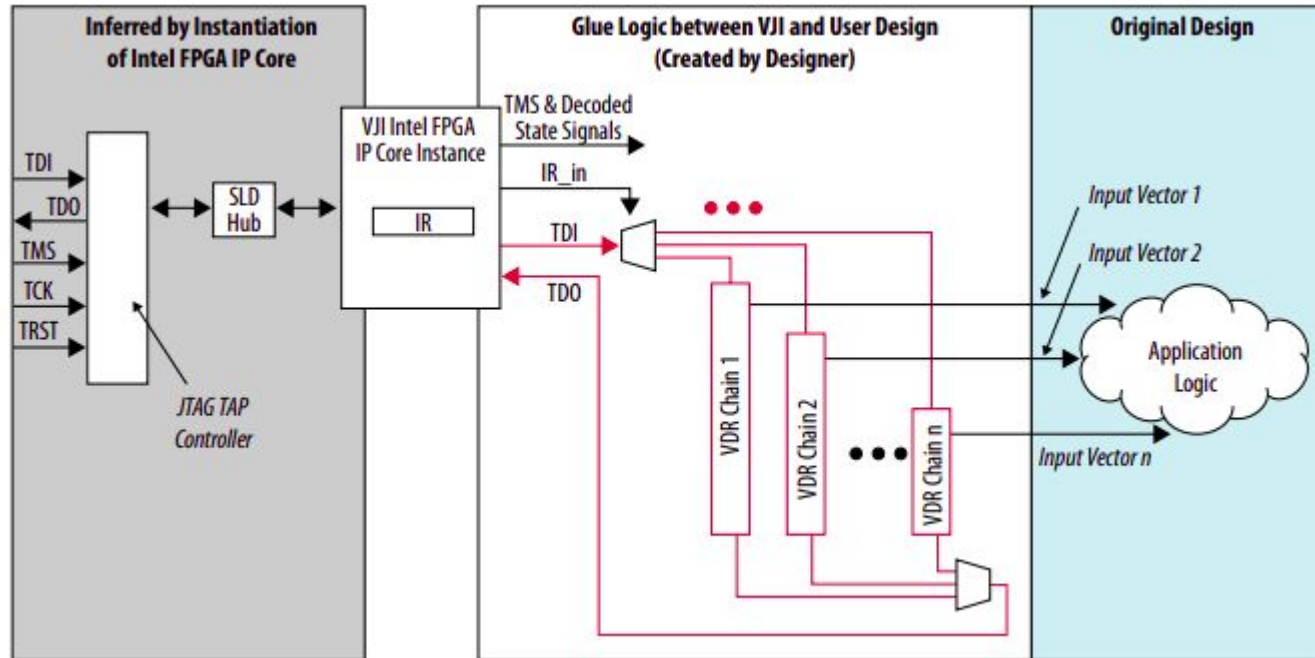 Inferred by Instantiation
of Intel FPGA IP Core
Glue Logic between VJI and User Design
(Created by Designer)
Original Design
TDI
TDO
TMS
TCK
TRST
JTAG TAP
Controller
SLD
Hub
VJI Intel FPGA
IP Core Instance
IR
TMS & Decoded
State Signals
IR_in
TDI
TDO
VDR Chain 1
VDR Chain 2
VDR Chain n
Input Vector 1
Input Vector 2
Application
Logic
Input Vector n